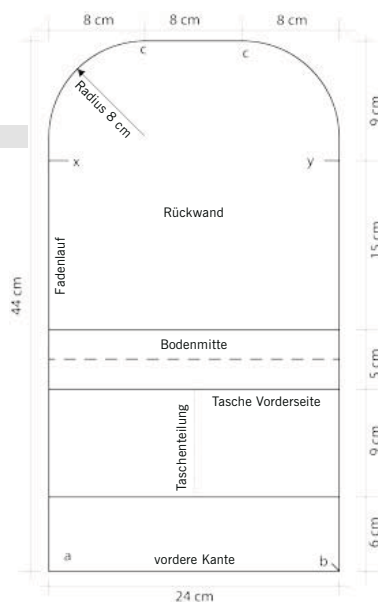 8 cm 8 cm 8 cm
c c
Radius 8 cm
9 cm
x y
Rückwand
15 cm
Fadenlauf
44 cm
Bodenmitte
5 cm
Tasche Vorderseite
Taschenteilung
9 cm
a vordere Kante b
6 cm
24 cm